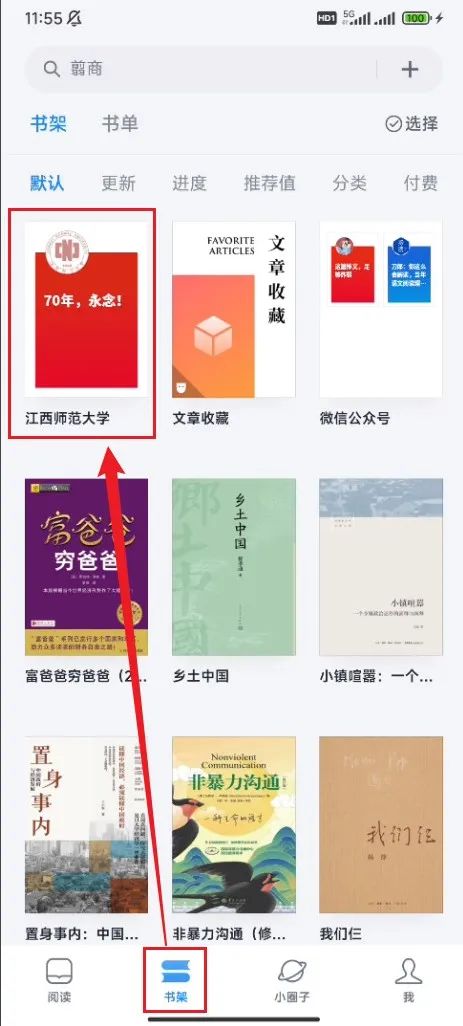 11:55
HD1 5G 100
翦商
书架 书单 选择
默认 更新 进度 推荐值 分类 付费
70年，永念！
FAVORITE
ARTICLES
文章收藏
江西师范大学
文章收藏
微信公众号
富爸爸
穷爸爸
乡土中国
小镇喧嚣
富爸爸穷爸爸（2...
乡土中国
小镇喧嚣：一个...
置身事内
Nonviolent
Communication
非暴力沟通
我们仨
杨绛
置身事内：中国...
非暴力沟通（修...
我们仨
阅读 书架 小圈子 我